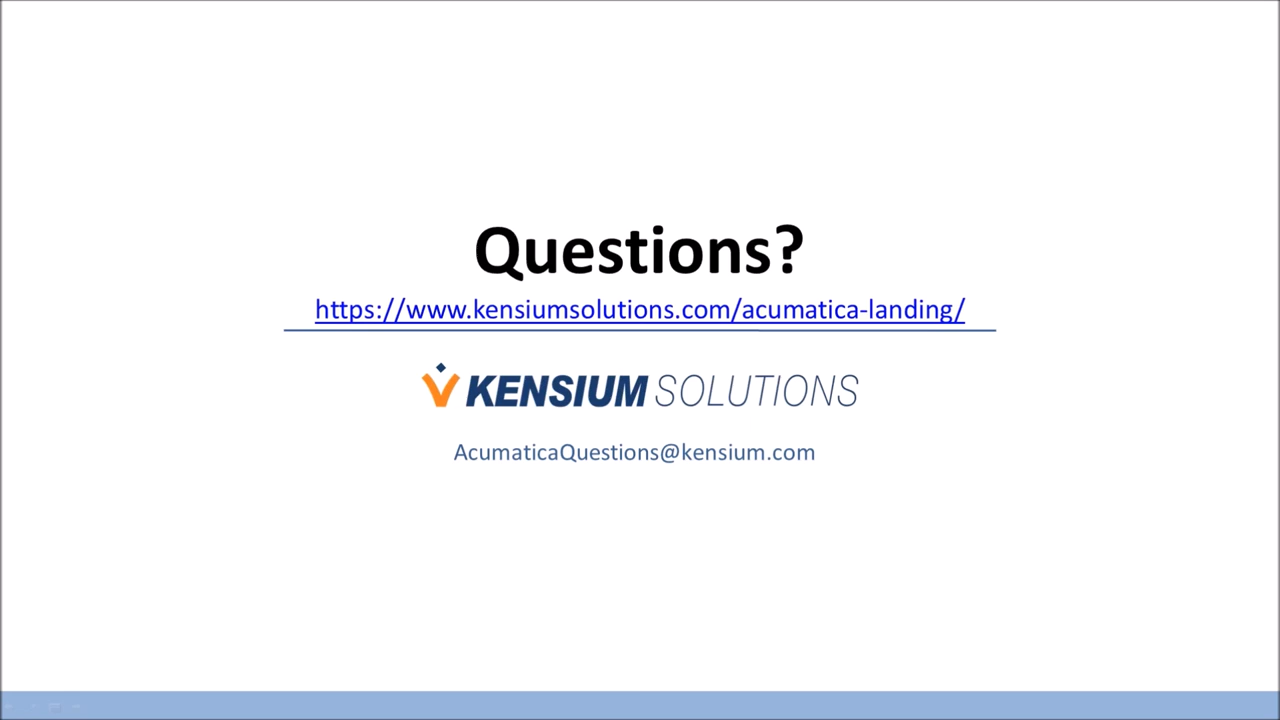 Questions?
https://www.kensiumsolutions.com/acumatica-landing/
KENSIUM SOLUTIONS
AcumaticaQuestions@kensium.com